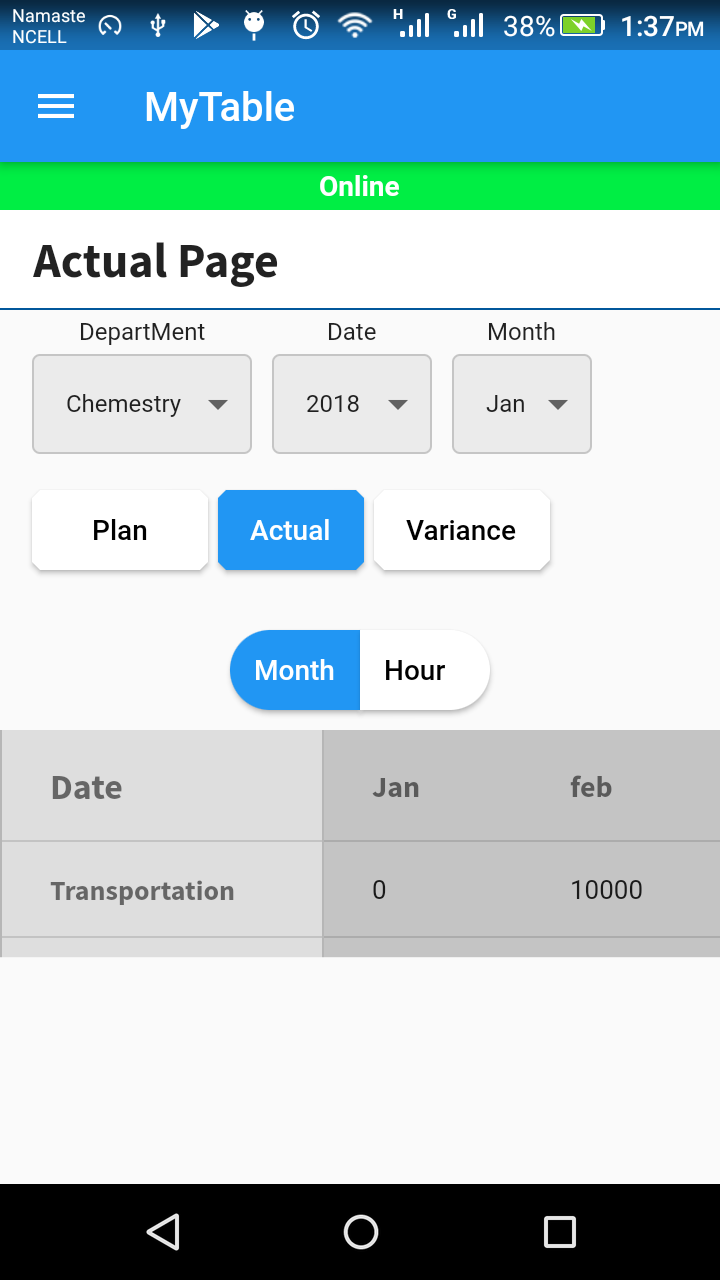 Namaste
NCELL
H G 38% 1:37PM
MyTable
Online
Actual Page
DepartMent Date Month
Chemestry 2018 Jan
Plan Actual Variance
Month Hour
Date Jan feb
Transportation 0 10000